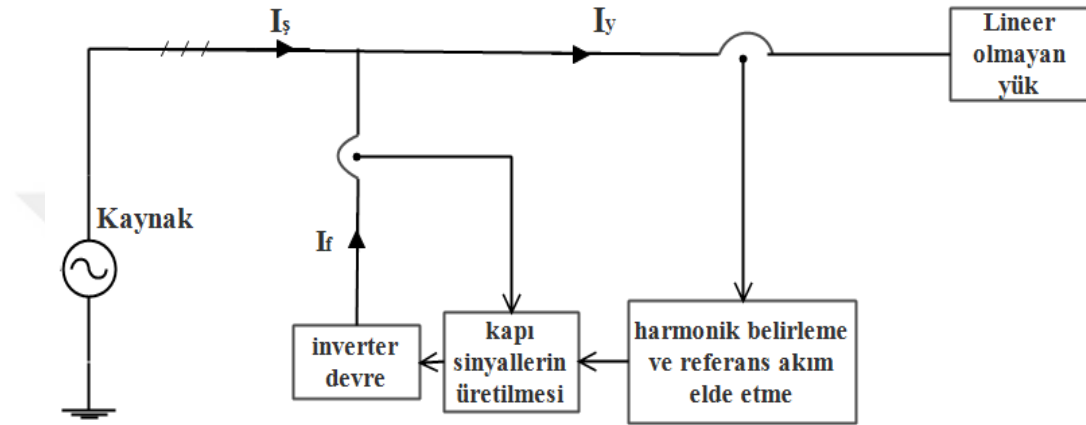 Iş
Iy
Lineer
olmayan
yük
Kaynak
If
inverter
devre
kapı
sinyallerin
üretilmesi
harmonik belirleme
ve referans akım
elde etme